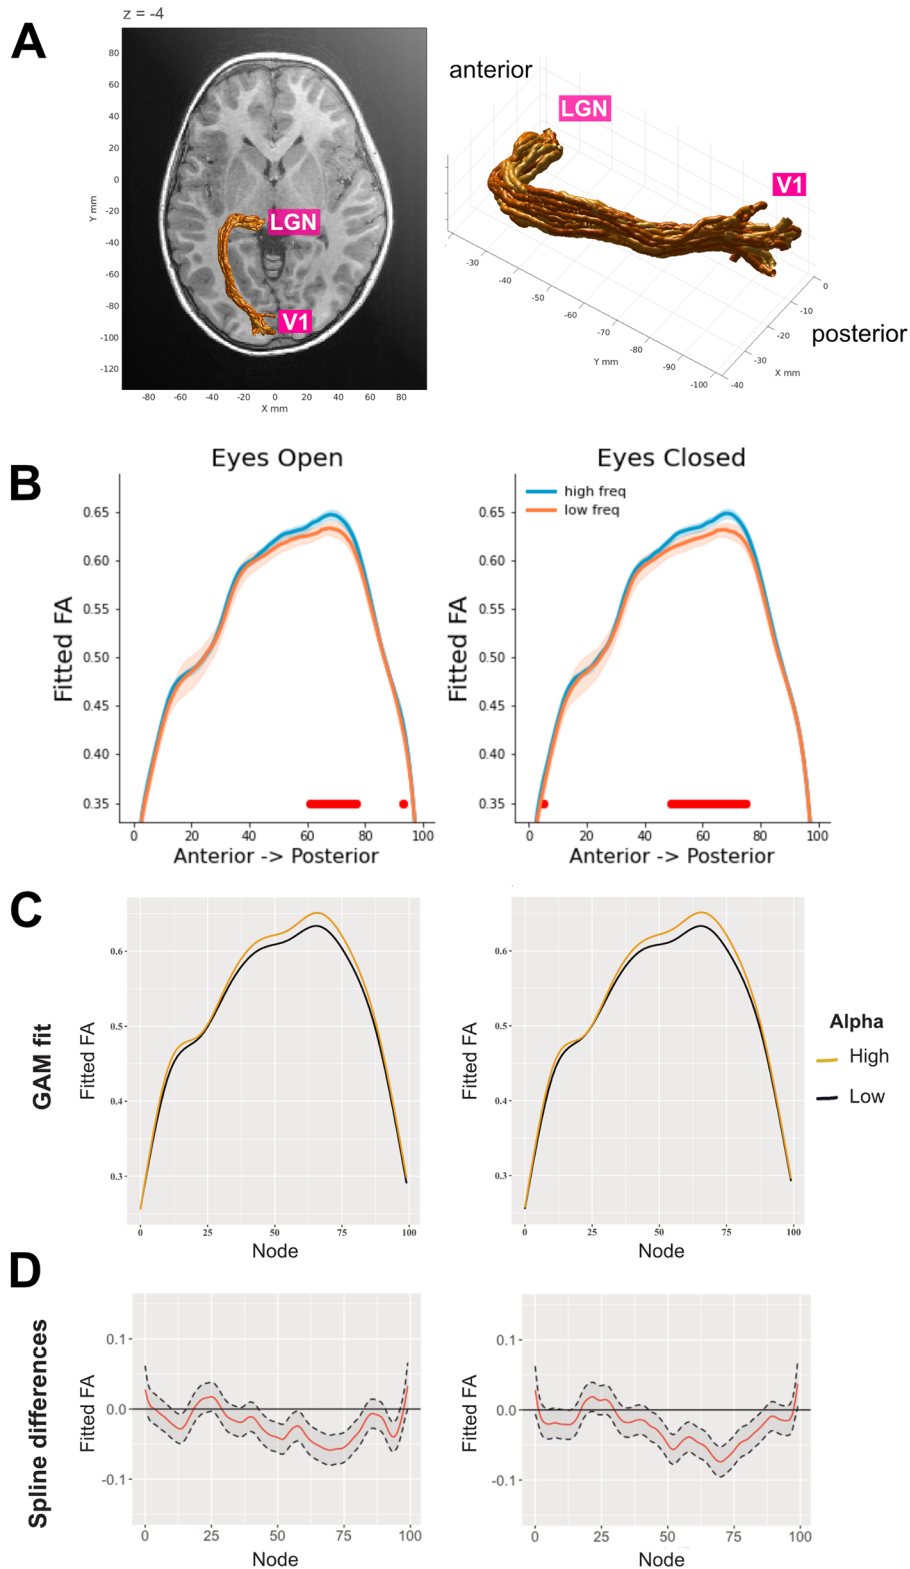 A
z = -4
80
60
40
20
0
-20
-40
-60
-80
-100
-120
Y mm
-80 -60 -40 -20 0 20 40 60 80
X mm
LGN
V1
anterior
LGN
V1
posterior
-30 -40 -50 -60 -70 -80 -90 -100
Y mm
0 -10 -20 -30 -40
X mm
B
Eyes Open
Fitted FA
0.65
0.60
0.55
0.50
0.45
0.40
0.35
0 20 40 60 80 100
Anterior -> Posterior
Eyes Closed
high freq
low freq
Fitted FA
0.65
0.60
0.55
0.50
0.45
0.40
0.35
0 20 40 60 80 100
Anterior -> Posterior
C
GAM fit
Fitted FA
0.6
0.5
0.4
0.3
0 25 50 75 100
Node
Fitted FA
0.6
0.5
0.4
0.3
0 25 50 75 100
Node
Alpha
High
Low
D
Spline differences
Fitted FA
0.1
0.0
-0.1
0 25 50 75 100
Node
Fitted FA
0.1
0.0
-0.1
0 25 50 75 100
Node